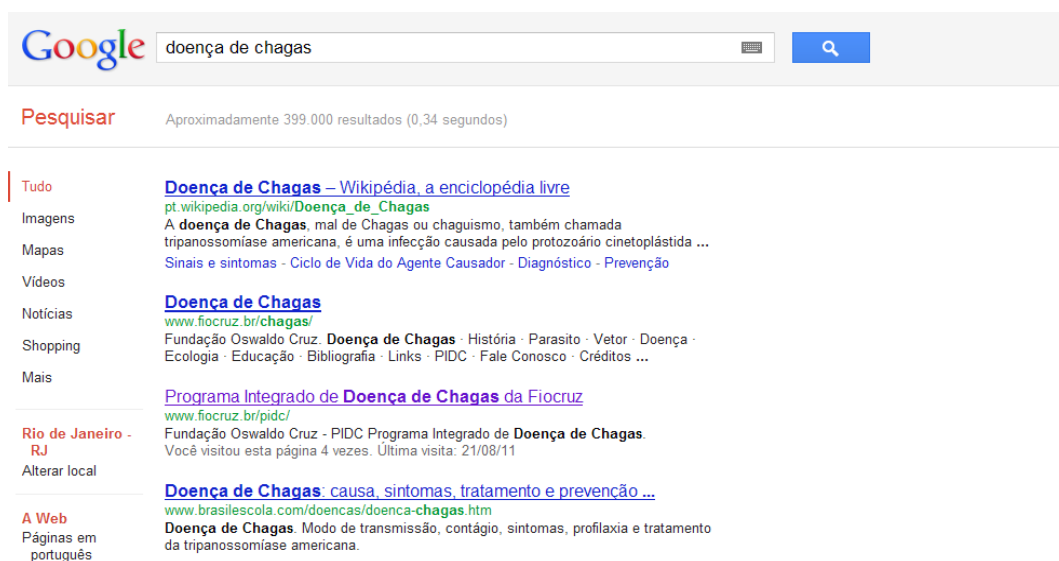 Google
doença de chagas
Pesquisar
Aproximadamente 399.000 resultados (0,34 segundos)
Tudo
Imagens
Mapas
Vídeos
Notícias
Shopping
Mais
Rio de Janeiro -
RJ
Alterar local
A Web
Páginas em
português
Doença de Chagas – Wikipédia, a enciclopédia livre
pt.wikipedia.org/wiki/Doença_de_Chagas
A doença de Chagas, mal de Chagas ou chaguismo, também chamada
tripanossomíase americana, é uma infecção causada pelo protozoário cinetoplástida ...
Sinais e sintomas - Ciclo de Vida do Agente Causador - Diagnóstico - Prevenção
Doença de Chagas
www.fiocruz.br/chagas/
Fundação Oswaldo Cruz. Doença de Chagas · História · Parasito · Vetor · Doença ·
Ecologia · Educação · Bibliografia · Links · PIDC · Fale Conosco · Créditos ...
Programa Integrado de Doença de Chagas da Fiocruz
www.fiocruz.br/pidc/
Fundação Oswaldo Cruz - PIDC Programa Integrado de Doença de Chagas.
Você visitou esta página 4 vezes. Última visita: 21/08/11
Doença de Chagas: causa, sintomas, tratamento e prevenção ...
www.brasilescola.com/doencas/doenca-chagas.htm
Doença de Chagas. Modo de transmissão, contágio, sintomas, profilaxia e tratamento
da tripanossomíase americana.